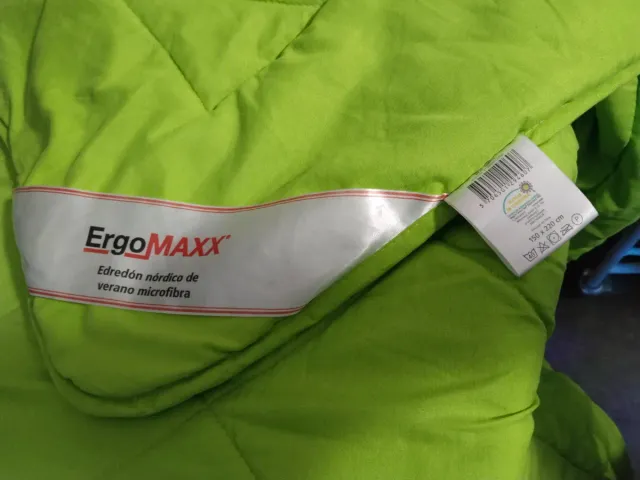 ErgoMAXX
Edredón nórdico de
verano microfibra
150 x 220 cm